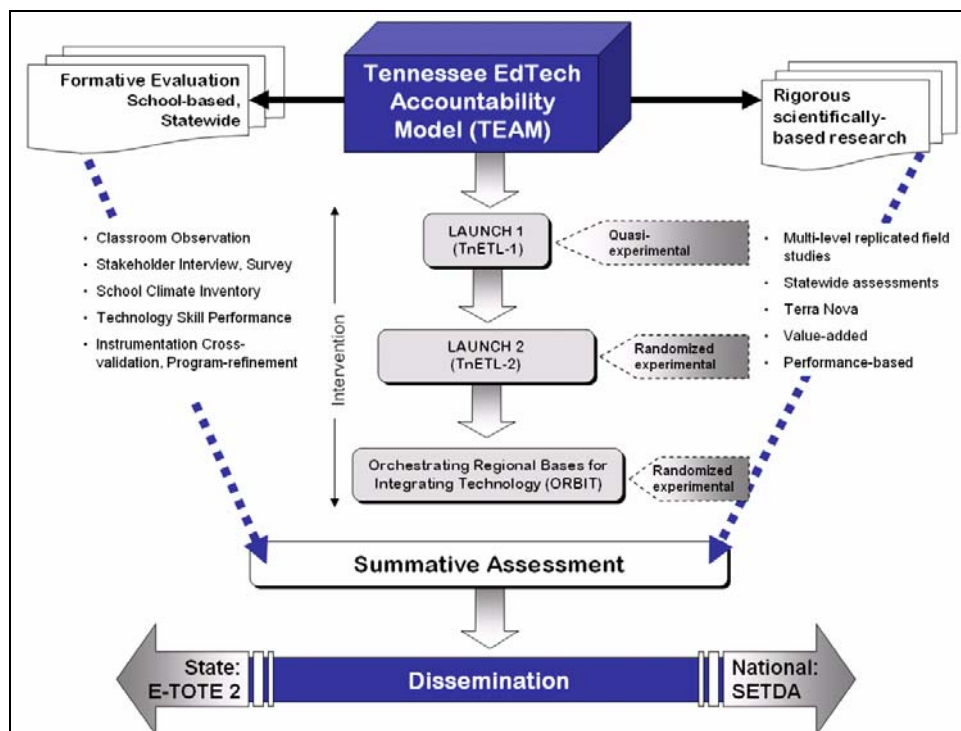 Formative Evaluation
School-based,
Statewide
Tennessee EdTech
Accountability
Model (TEAM)
Rigorous
scientifically-
based research
• Classroom Observation
• Stakeholder Interview, Survey
• School Climate Inventory
• Technology Skill Performance
• Instrumentation Cross-
validation, Program-refinement
Intervention
LAUNCH 1
(TnETL-1)
Quasi-
experimental
LAUNCH 2
(TnETL-2)
Randomized
experimental
Orchestrating Regional Bases for
Integrating Technology (ORBIT)
Randomized
experimental
• Multi-level replicated field
studies
• Statewide assessments
• Terra Nova
• Value-added
• Performance-based
Summative Assessment
State:
E-TOTE 2
Dissemination
National:
SETDA